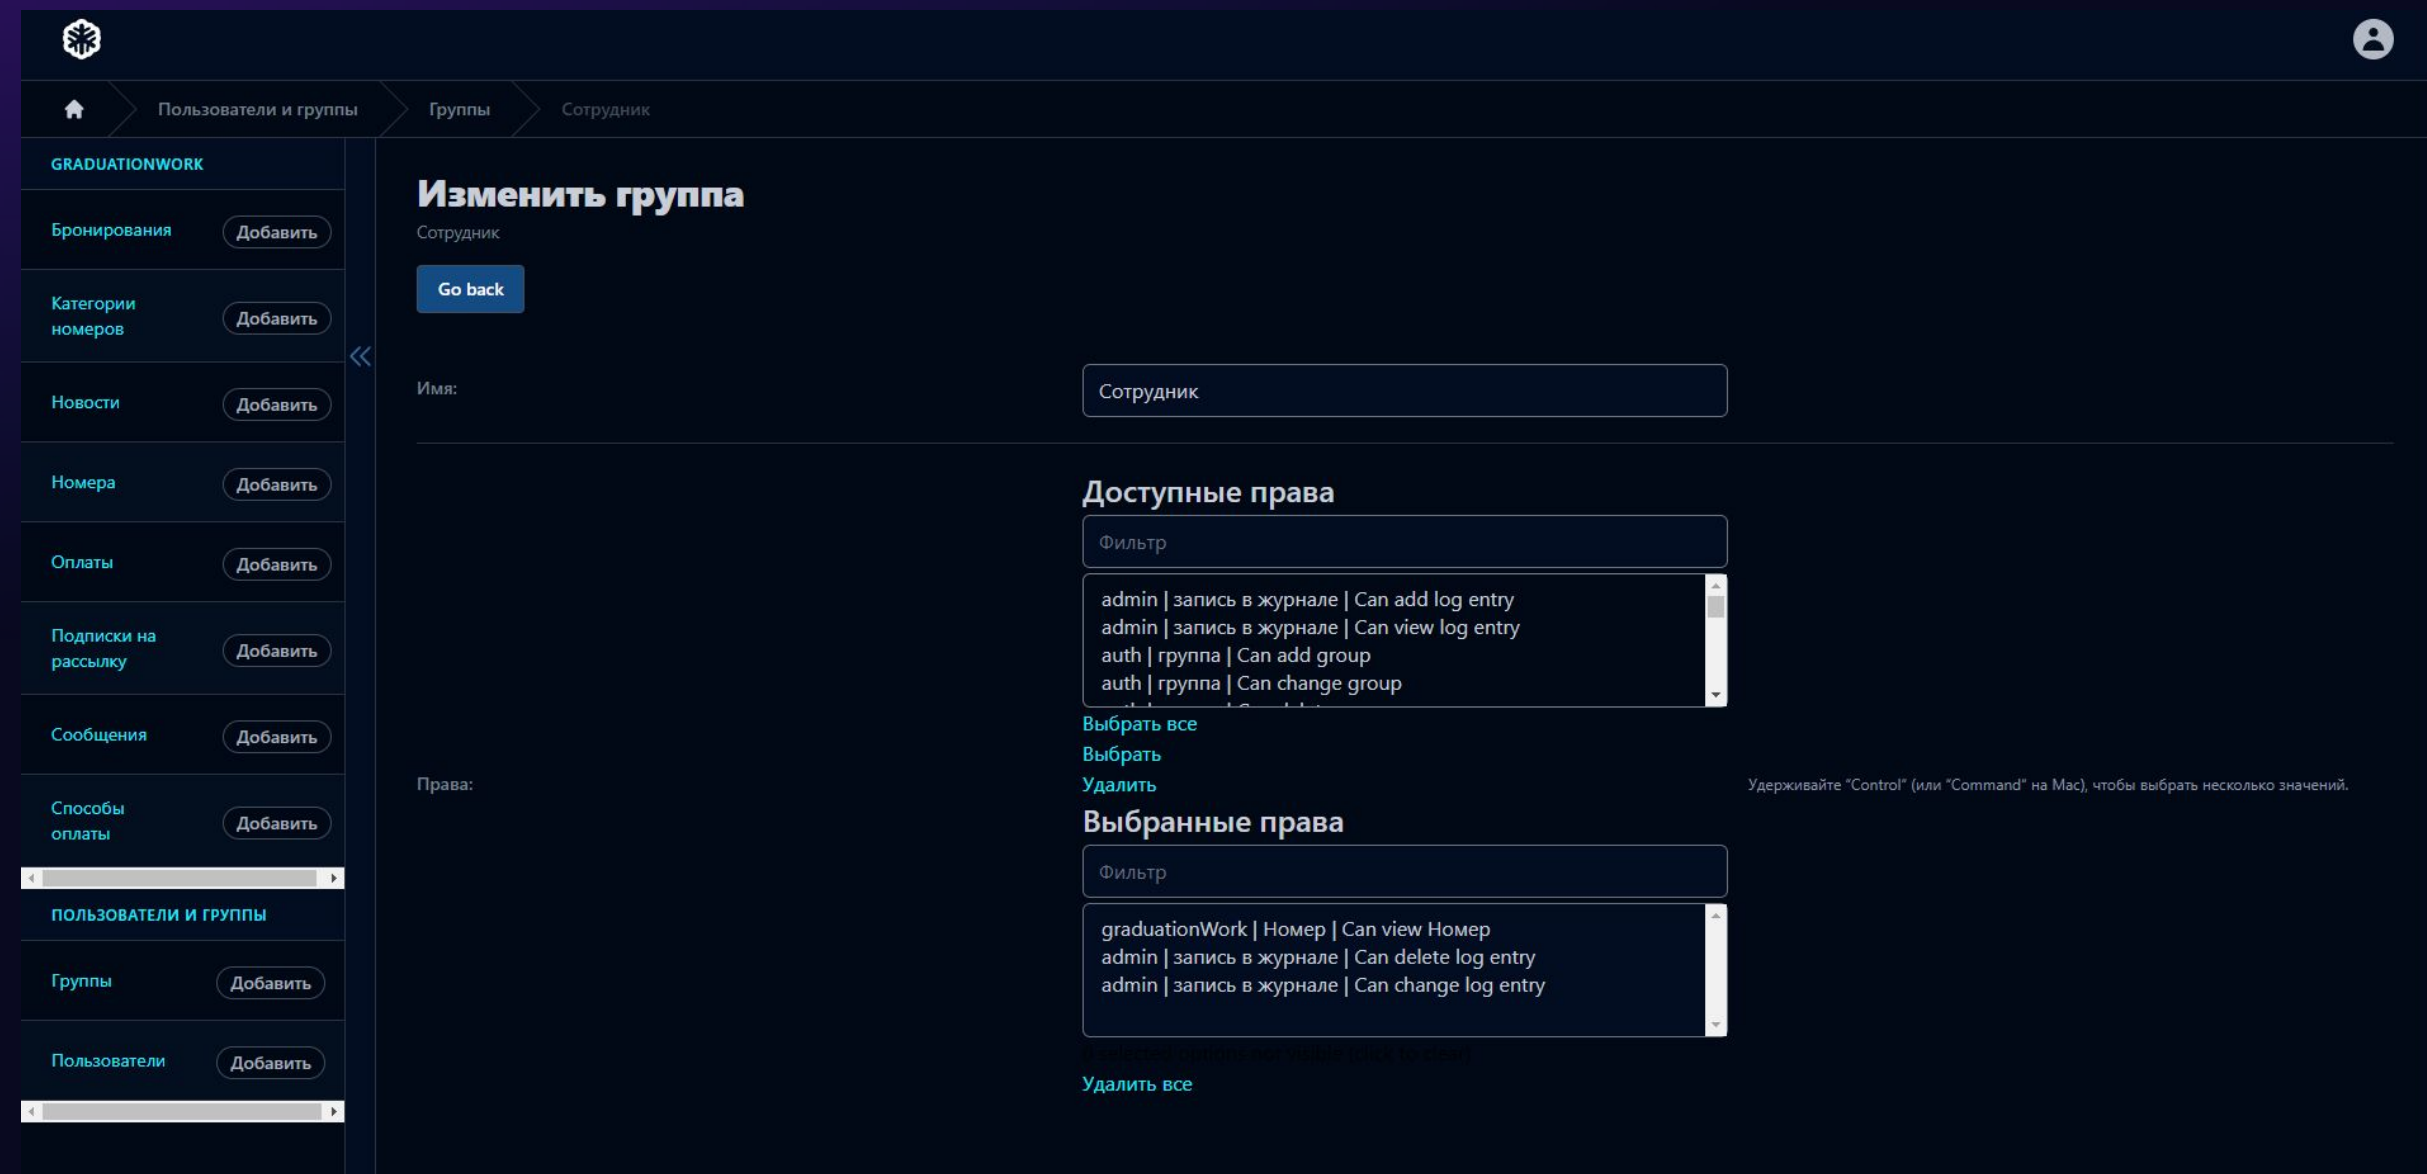 Пользователи и группы
Группы
Сотрудник
GRADUATIONWORK
Бронирования
Добавить
Категории
номеров
Добавить
Новости
Добавить
Номера
Добавить
Оплаты
Добавить
Подписки на
рассылку
Добавить
Сообщения
Добавить
Способы
оплаты
Добавить
ПОЛЬЗОВАТЕЛИ И ГРУППЫ
Группы
Добавить
Пользователи
Добавить
Изменить группа
Сотрудник
Go back
Имя:
Сотрудник
Права:
Доступные права
Фильтр
admin | запись в журнале | Can add log entry
admin | запись в журнале | Can view log entry
auth | группа | Can add group
auth | группа | Can change group
Выбрать все
Выбрать
Удалить
Выбранные права
Фильтр
graduationWork | Номер | Can view Номер
admin | запись в журнале | Can delete log entry
admin | запись в журнале | Can change log entry
Удалить все
Удерживайте "Control" (или "Command" на Mac), чтобы выбрать несколько значений.